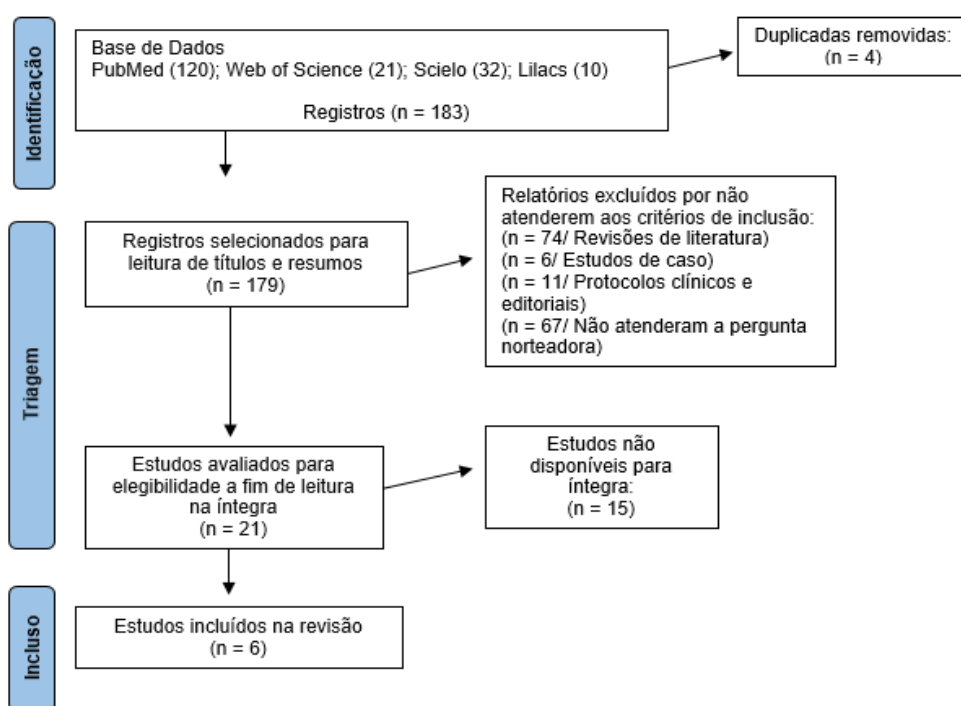 Identificação
Base de Dados
PubMed (120); Web of Science (21); Scielo (32); Lilacs (10)
Registros (n = 183)
Duplicadas removidas:
(n = 4)
Triagem
Registros selecionados para
leitura de títulos e resumos
(n = 179)
Relatórios excluídos por não
atenderem aos critérios de inclusão:
(n = 74/ Revisões de literatura)
(n = 6/ Estudos de caso)
(n = 11/ Protocolos clínicos e
editoriais)
(n = 67/ Não atenderam a pergunta
norteadora)
Estudos avaliados para
elegibilidade a fim de leitura
na íntegra
(n = 21)
Estudos não
disponíveis para
íntegra:
(n = 15)
Incluso
Estudos incluídos na revisão
(n = 6)